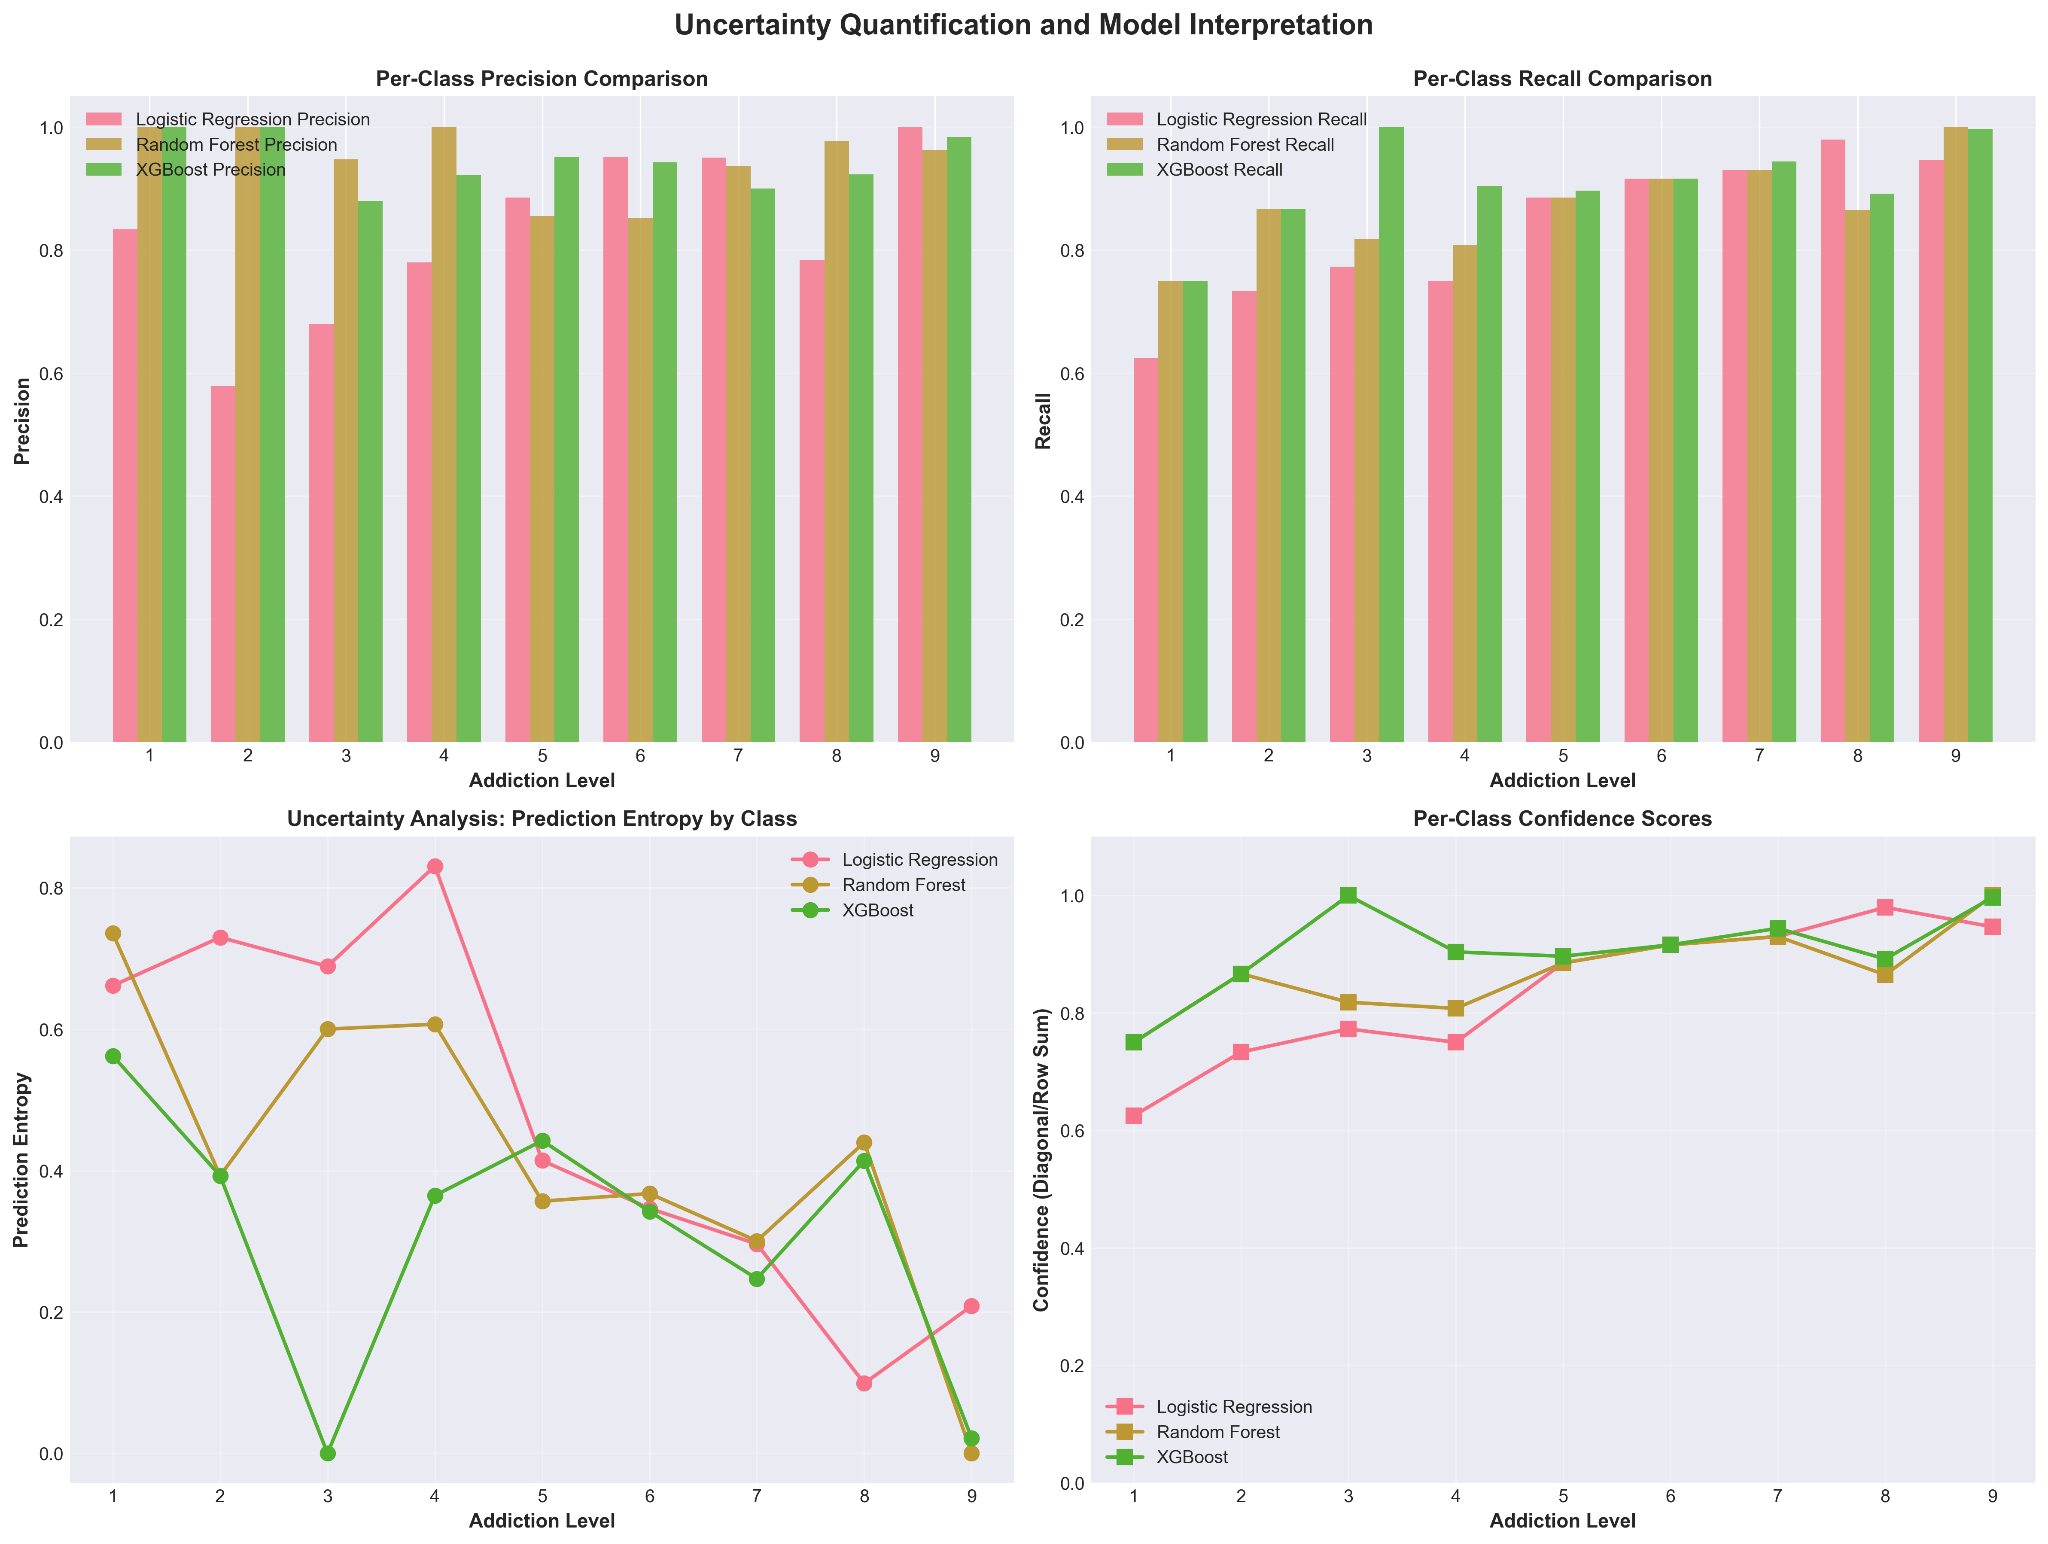 Uncertainty Quantification and Model Interpretation
Per-Class Precision Comparison
Logistic Regression Precision
Random Forest Precision
XGBoost Precision
1.0
0.8
0.6
0.4
0.2
0.0
Precision
1 2 3 4 5 6 7 8 9
Addiction Level
Per-Class Recall Comparison
Logistic Regression Recall
Random Forest Recall
XGBoost Recall
1.0
0.8
0.6
0.4
0.2
0.0
Recall
1 2 3 4 5 6 7 8 9
Addiction Level
Uncertainty Analysis: Prediction Entropy by Class
Logistic Regression
Random Forest
XGBoost
0.8
0.6
0.4
0.2
0.0
Prediction Entropy
1 2 3 4 5 6 7 8 9
Addiction Level
Per-Class Confidence Scores
1.0
0.8
0.6
0.4
0.2
0.0
Confidence (Diagonal/Row Sum)
Logistic Regression
Random Forest
XGBoost
1 2 3 4 5 6 7 8 9
Addiction Level